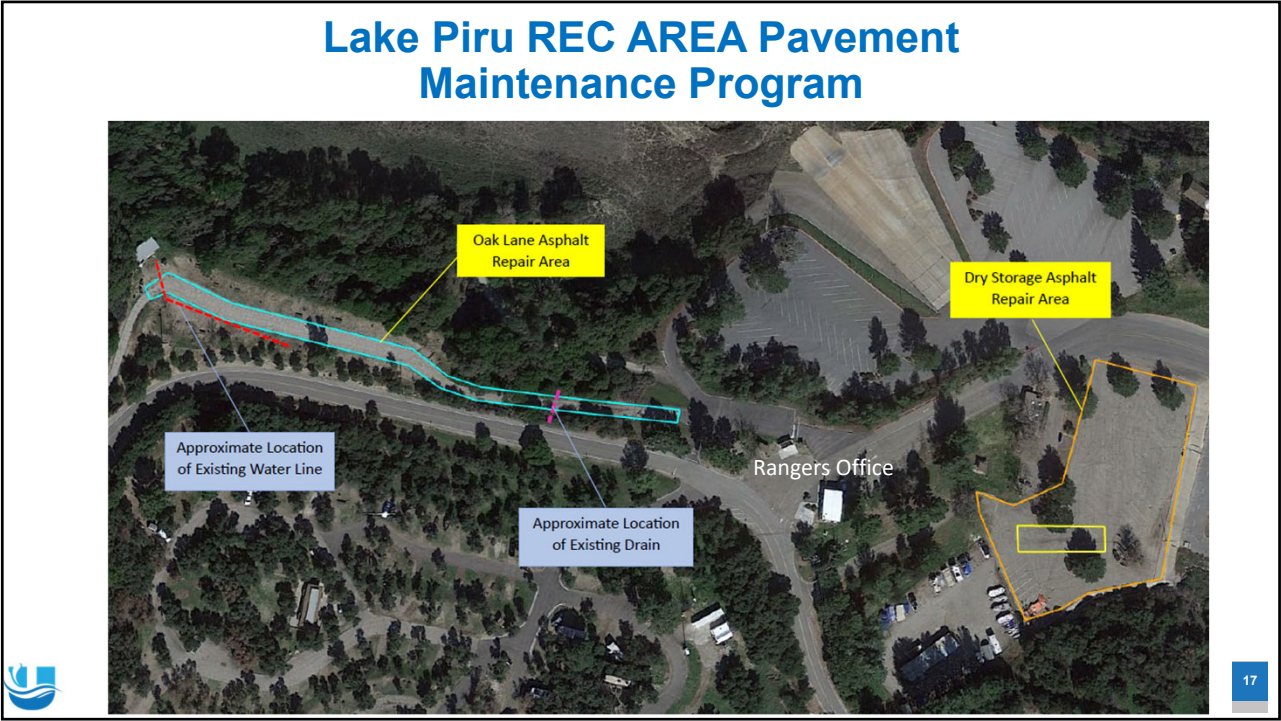 Lake Piru REC AREA Pavement
Maintenance Program
Oak Lane Asphalt
Repair Area
Dry Storage Asphalt
Repair Area
Approximate Location
of Existing Water Line
Rangers Office
Approximate Location
of Existing Drain
17